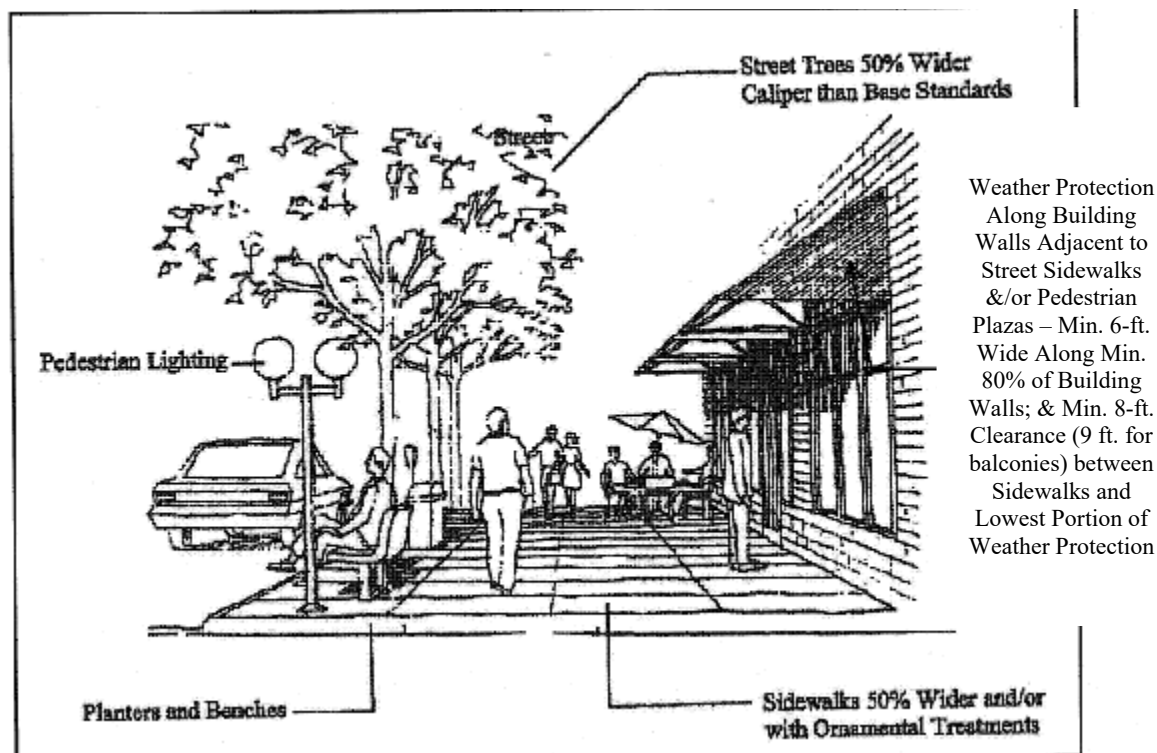 Street Trees 50% Wider
Caliper than Base Standards
Street
Weather Protection
Along Building
Walls Adjacent to
Street Sidewalks
&/or Pedestrian
Plazas – Min. 6-ft.
Wide Along Min.
80% of Building
Walls; & Min. 8-ft.
Clearance (9 ft. for
balconies) between
Sidewalks and
Lowest Portion of
Weather Protection
Pedestrian Lighting
Planters and Benches
Sidewalks 50% Wider and/or
with Ornamental Treatments